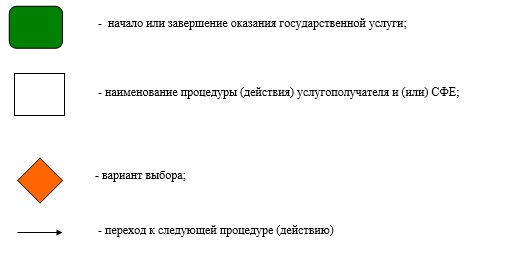 - начало или завершение оказания государственной услуги;
- наименование процедуры (действия) услугополучателя и (или) СФЕ;
- вариант выбора;
- переход к следующей процедуре (действию)